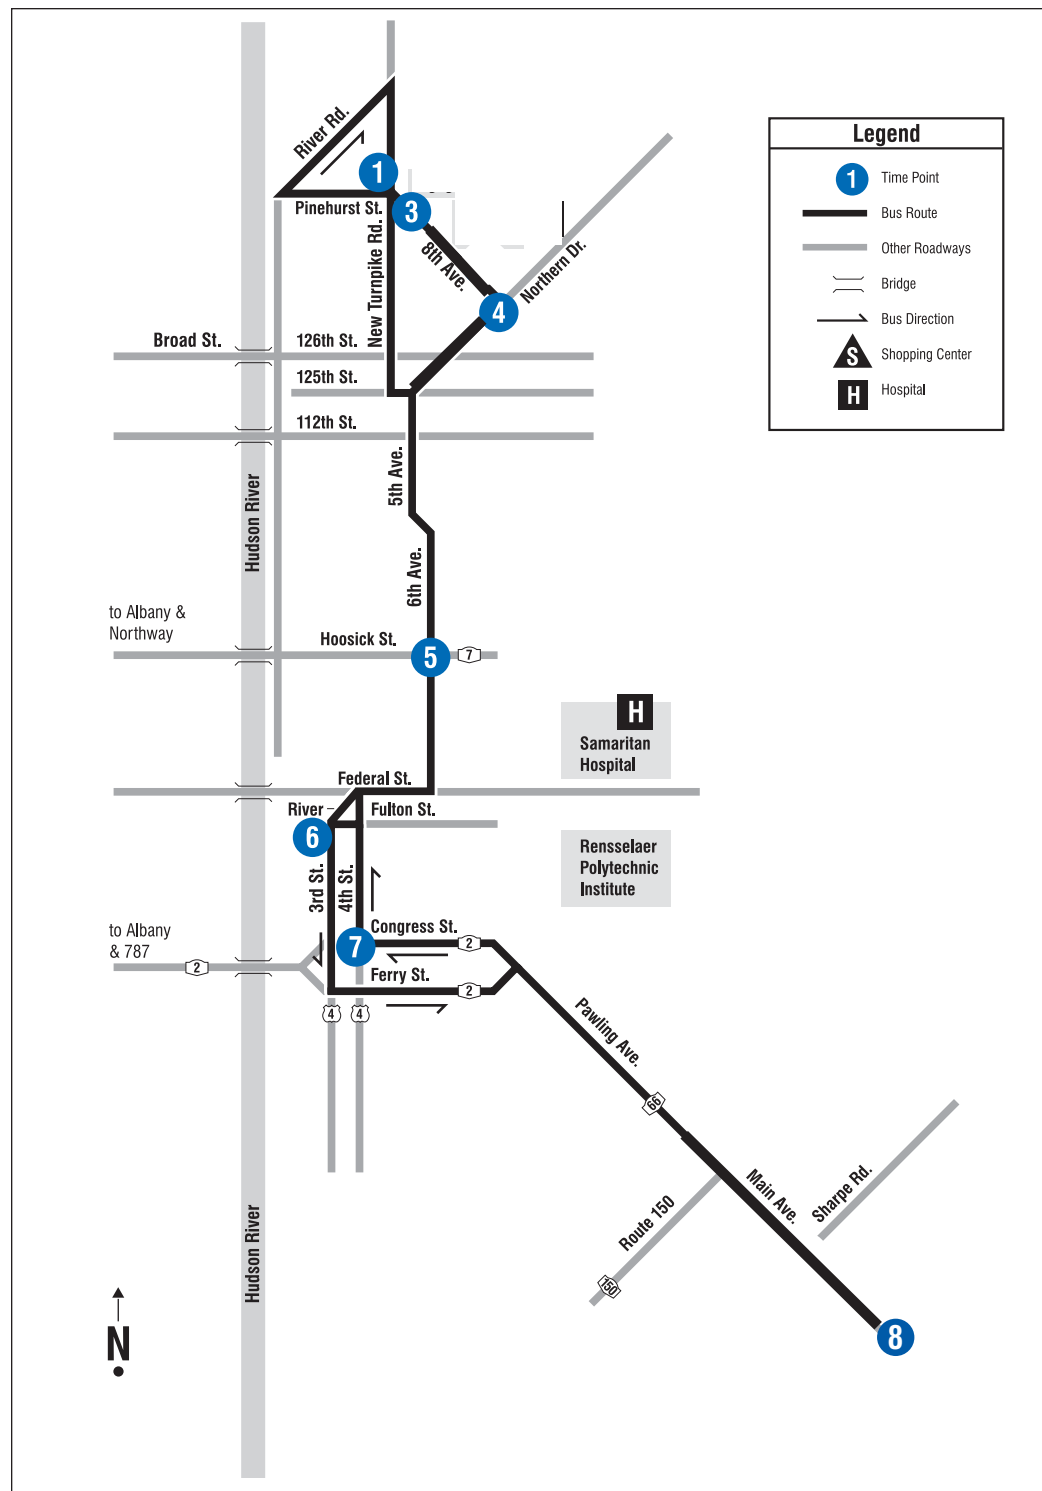 River Rd.
1
Pinehurst St.
3
New Turnpike Rd.
8th Ave.
4
Northern Dr.
Legend
1
Time Point
Bus Route
Other Roadways
Bridge
Bus Direction
S
Shopping Center
H
Hospital
Broad St.
126th St.
125th St.
112th St.
5th Ave.
Hudson River
6th Ave.
to Albany &
Northway
Hoosick St.
5
7
H
Samaritan
Hospital
Federal St.
River
Fulton St.
6
Rensselaer
Polytechnic
Institute
3rd St.
4th St.
to Albany
& 787
2
Congress St.
2
7
Ferry St.
2
4
4
Pawling Ave.
66
Main Ave.
Sharpe Rd.
Route 150
150
Hudson River
N
8